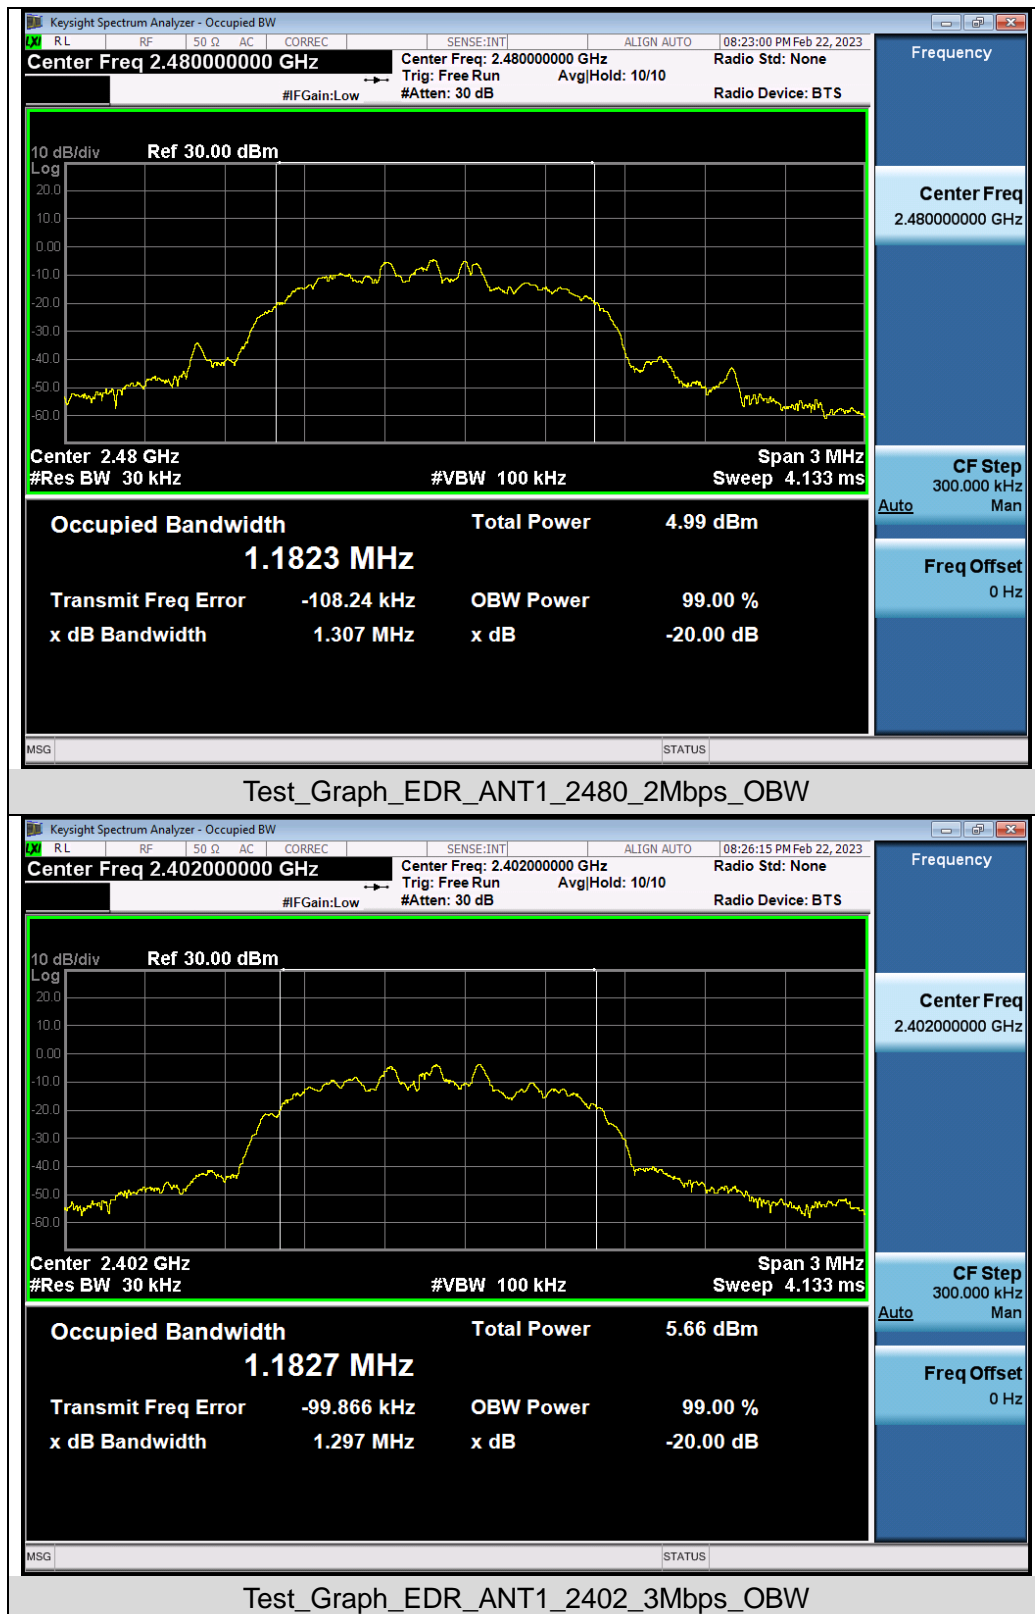 Keysight Spectrum Analyzer - Occupied BW
LXI RL RF 50 Ω AC CORREC SENSE:INT ALIGN AUTO 08:23:00 PM Feb 22, 2023
Center Freq 2.480000000 GHz
Center Freq: 2.480000000 GHz
Radio Std: None
Trig: Free Run Avg|Hold: 10/10
#IFGain:Low
#Atten: 30 dB
Radio Device: BTS
Frequency
10 dB/div Ref 30.00 dBm
Log
20.0
10.0
0.00
-10.0
-20.0
-30.0
-40.0
-50.0
-60.0
Center 2.48 GHz
Span 3 MHz
#Res BW 30 kHz
#VBW 100 kHz
Sweep 4.133 ms
Center Freq
2.480000000 GHz
CF Step
300.000 kHz
Auto Man
Freq Offset
0 Hz
Occupied Bandwidth
1.1823 MHz
Total Power 4.99 dBm
Transmit Freq Error -108.24 kHz
OBW Power 99.00 %
x dB Bandwidth 1.307 MHz
x dB -20.00 dB
MSG
STATUS
Test_Graph_EDR_ANT1_2480_2Mbps_OBW
Keysight Spectrum Analyzer - Occupied BW
LXI RL RF 50 Ω AC CORREC SENSE:INT ALIGN AUTO 08:26:15 PM Feb 22, 2023
Center Freq 2.402000000 GHz
Center Freq: 2.402000000 GHz
Radio Std: None
Trig: Free Run Avg|Hold: 10/10
#IFGain:Low
#Atten: 30 dB
Radio Device: BTS
Frequency
10 dB/div Ref 30.00 dBm
Log
20.0
10.0
0.00
-10.0
-20.0
-30.0
-40.0
-50.0
-60.0
Center 2.402 GHz
Span 3 MHz
#Res BW 30 kHz
#VBW 100 kHz
Sweep 4.133 ms
Center Freq
2.402000000 GHz
CF Step
300.000 kHz
Auto Man
Freq Offset
0 Hz
Occupied Bandwidth
1.1827 MHz
Total Power 5.66 dBm
Transmit Freq Error -99.866 kHz
OBW Power 99.00 %
x dB Bandwidth 1.297 MHz
x dB -20.00 dB
MSG
STATUS
Test_Graph_EDR_ANT1_2402_3Mbps_OBW